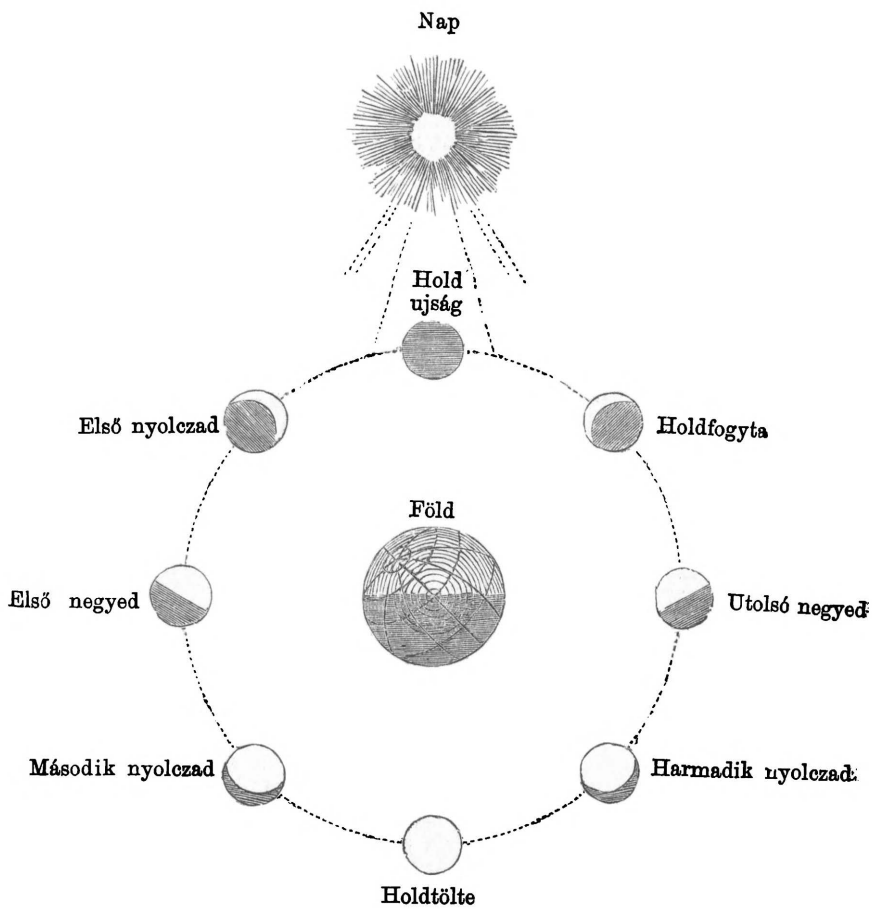 Nap
Hold
ujság
Első nyolczad
Holdfogyta
Föld
Első negyed
Utolsó negyed
Második nyolczad
Harmadik nyolczad
Holdtölte